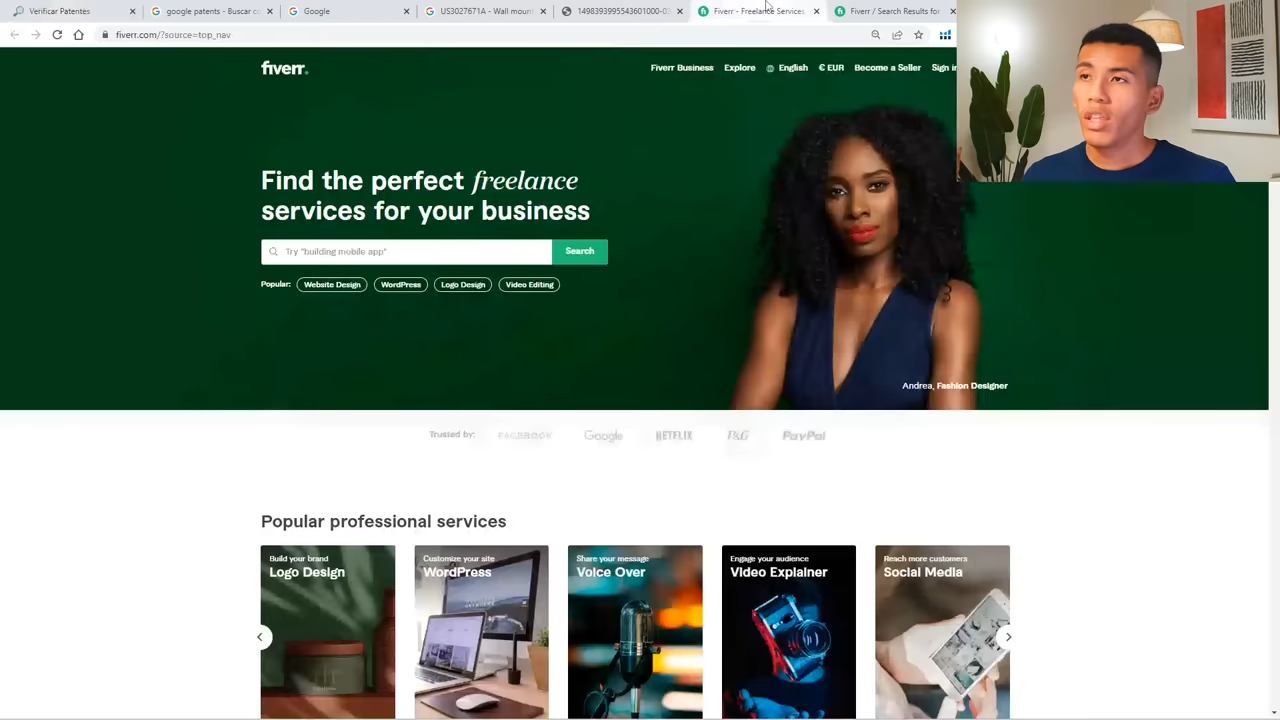 Verificar Patentes
google patents - Buscar co
Google
US3027671A - Wall moun
1498393995543601000-03
Fiverr - Freelance Services
Fiverr / Search Results for
fiverr.com/?source=top_nav
fiverr.
Fiverr Business
Explore
English
€ EUR
Become a Seller
Sign in
Find the perfect freelance
services for your business
Try "building mobile app"
Search
Popular:
Website Design
WordPress
Logo Design
Video Editing
Andrea, Fashion Designer
Trusted by:
FACEBOOK
Google
NETFLIX
P&G
PayPal
Popular professional services
Build your brand
Logo Design
Customize your site
WordPress
Share your message
Voice Over
Engage your audience
Video Explainer
Reach more customers
Social Media